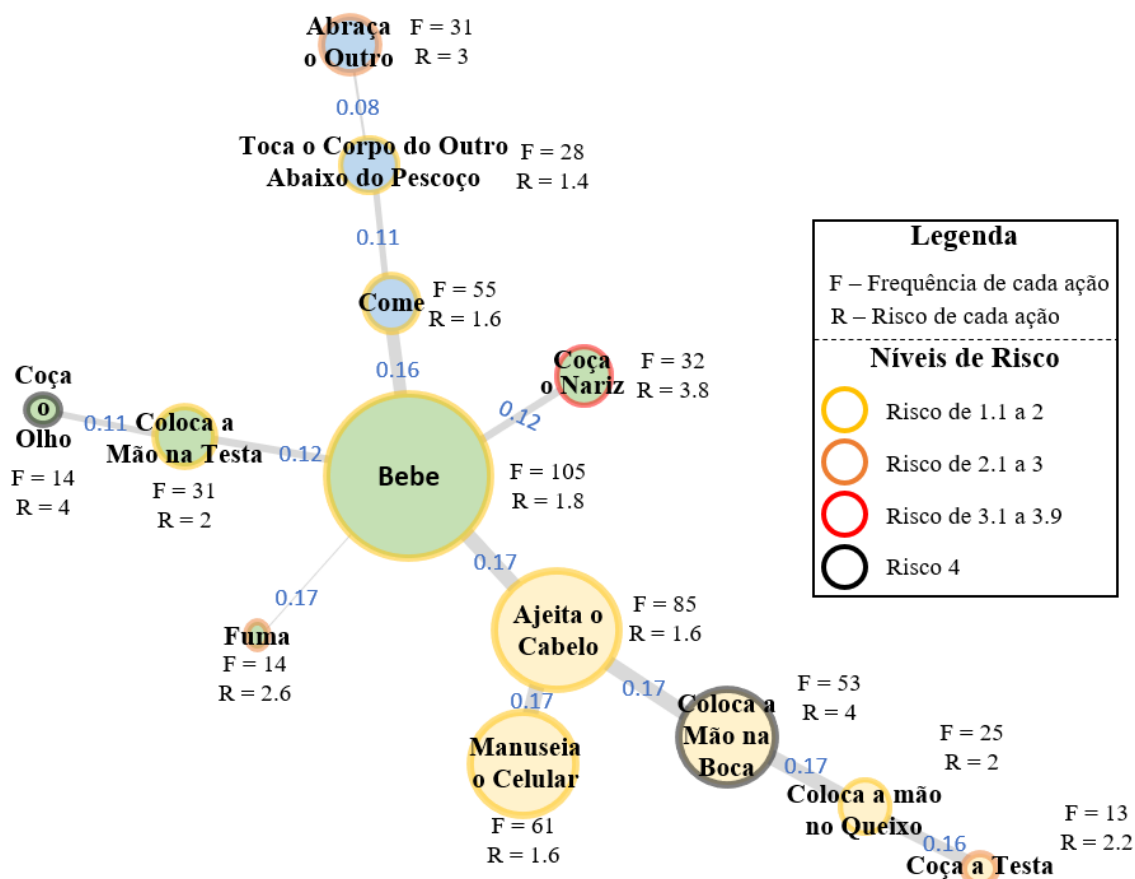 Abraça
o Outro
F = 31
R = 3
0.08
Toca o Corpo do Outro
Abaixo do Pescoço
F = 28
R = 1.4
0.11
Come
F = 55
R = 1.6
0.16
Coça
o Nariz
F = 32
R = 3.8
0.12
Coça
o
Olho
F = 14
R = 4
0.11
Coloca a
Mão na Testa
F = 31
R = 2
0.12
Bebe
F = 105
R = 1.8
0.17
Fuma
F = 14
R = 2.6
0.17
Ajeita o
Cabelo
F = 85
R = 1.6
0.17
Manuseia
o Celular
F = 61
R = 1.6
0.17
Coloca a
Mão na
Boca
F = 53
R = 4
0.17
Coloca a mão
no Queixo
F = 25
R = 2
0.16
Coça a Testa
F = 13
R = 2.2
Legenda
F – Frequência de cada ação
R – Risco de cada ação
Níveis de Risco
Risco de 1.1 a 2
Risco de 2.1 a 3
Risco de 3.1 a 3.9
Risco 4